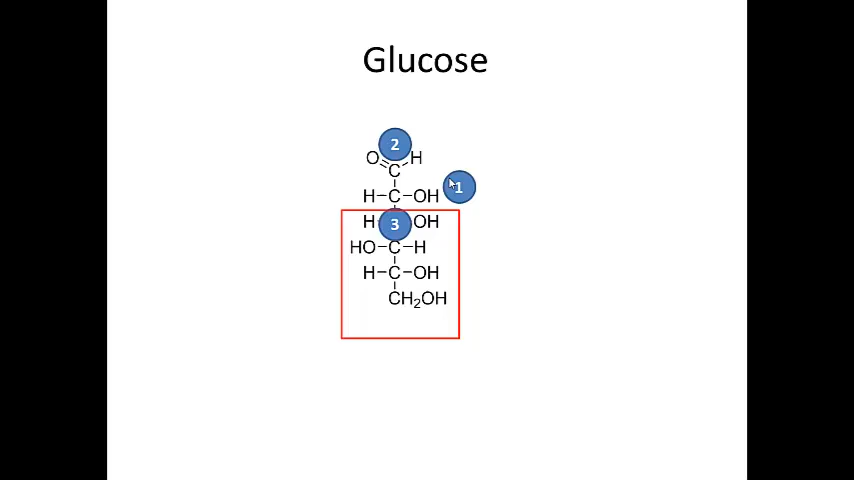 Glucose
2
O H
C
1
H-C-OH
H 3 OH
HO-C-H
H-C-OH
CH₂OH